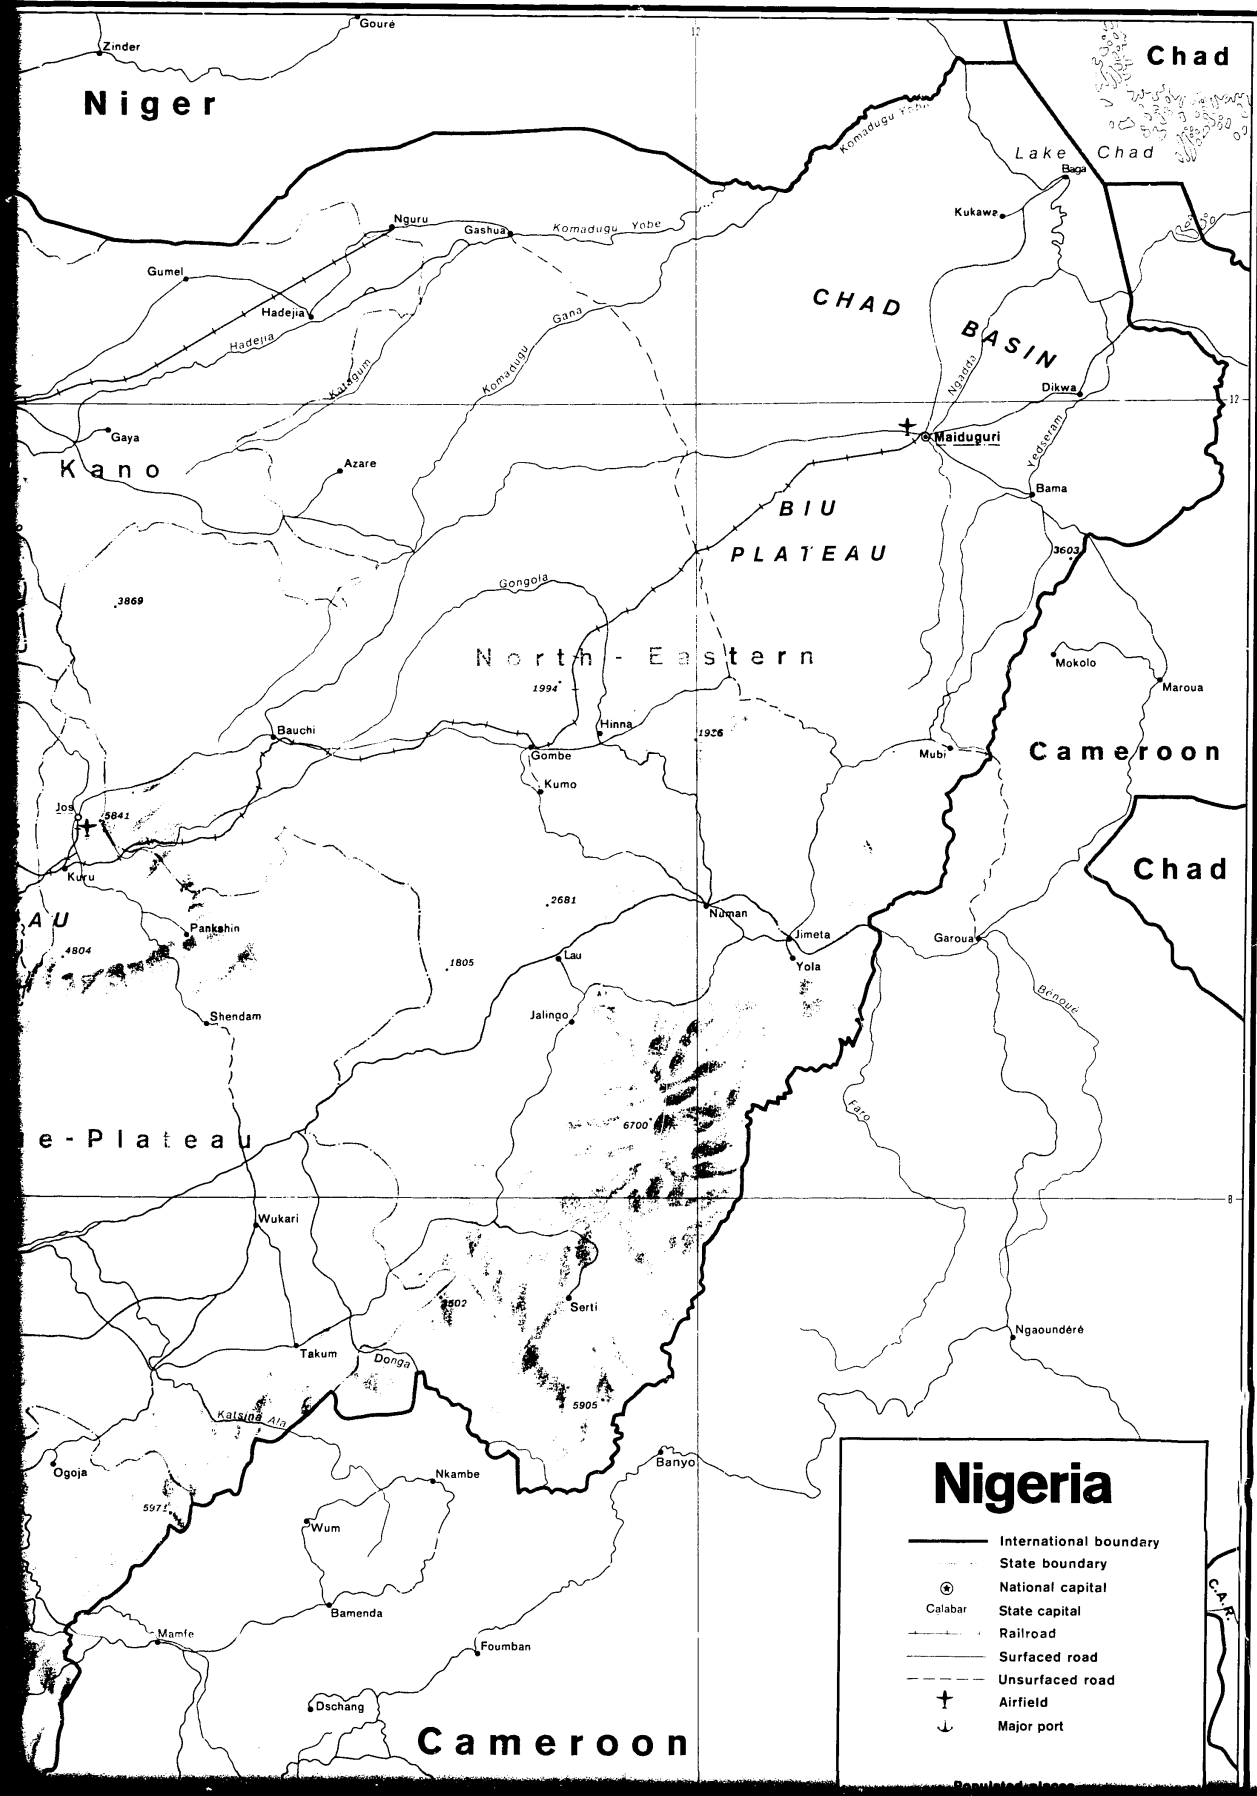 Gouré
12
Zinder
Chad
Niger
Komadugu Yobe
Lake Chad
Baga
Kukawa
Nguru
Gashua
Komadugu Yobe
Gumel
CHAD
Hadejia
Gana
BASIN
Hadejia
Komadugu
Ngadda
Katagum
Dikwa
12
Gaya
Maiduguri
Yedseram
Kano
Azare
Bama
BIU
PLATEAU
3603
Gongola
3869
North-Eastern
Mokolo
1994
Maroua
Hinna
Bauchi
1926
Gombe
Mubi
Cameroon
Kumo
Jos
5841
Kuru
Chad
2681
Numan
AU
Pankshin
Jimeta
Garoua
4804
Lau
1805
Yola
Bénoué
Shendam
Jalingo
Faro
6700
e-Plateau
8
Wukari
Serti
Ngaoundéré
Takum
Donga
5905
Katsina Ala
Banyo
Ogoja
Nkambe
5971
Wum
Bamenda
Mamfe
Foumban
Dschang
Cameroon
Nigeria
International boundary
State boundary
National capital
Calabar State capital
Railroad
Surfaced road
Unsurfaced road
Airfield
Major port
Populated places
C.A.R.